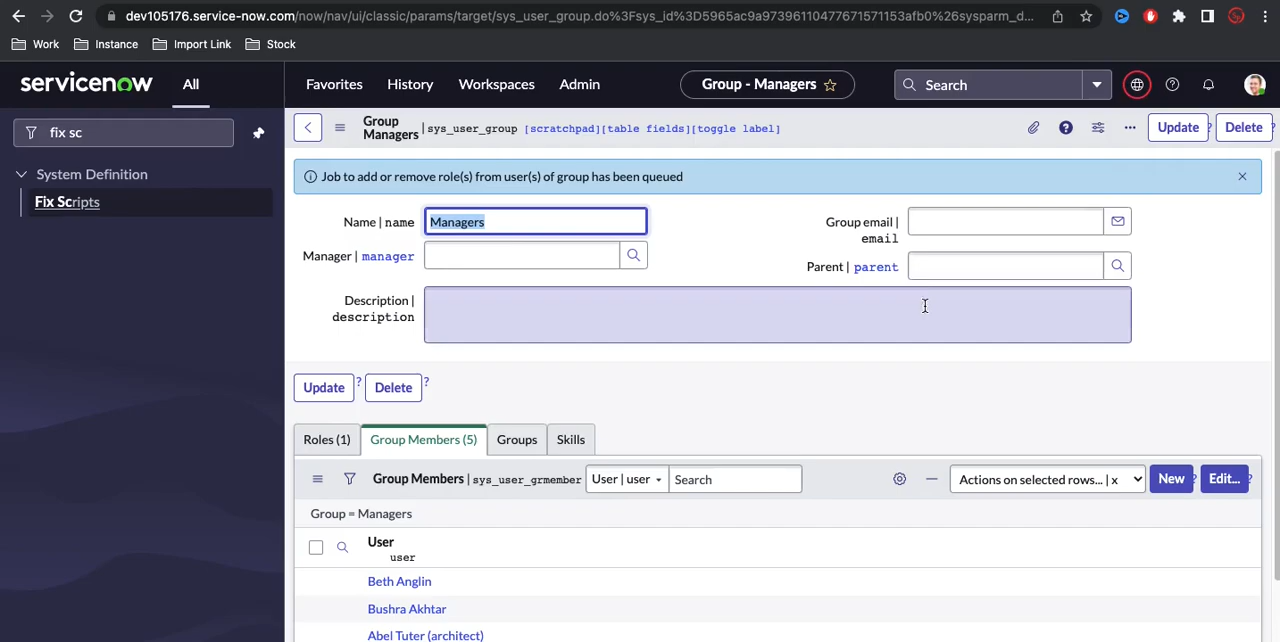 dev105176.service-now.com/now/nav/ui/classic/params/target/sys_user_group.do%3Fsys_id%3D5965ac9a97396110477671571153afb0%26sysparm_d...
Work Instance Import Link Stock
servicenow All Favorites History Workspaces Admin Group - Managers Search
fix sc
System Definition
Fix Scripts
Group
Managers | sys_user_group [scratchpad][table fields][toggle label] Update ? Delete ?
Job to add or remove role(s) from user(s) of group has been queued
Name | name Managers
Group email |
email
Manager | manager
Parent | parent
Description |
description
Update ? Delete ?
Roles (1) Group Members (5) Groups Skills
Group Members | sys_user_grmember User | user Search Actions on selected rows... | x New ? Edit... ?
Group = Managers
User
user
Beth Anglin
Bushra Akhtar
Abel Tuter (architect)